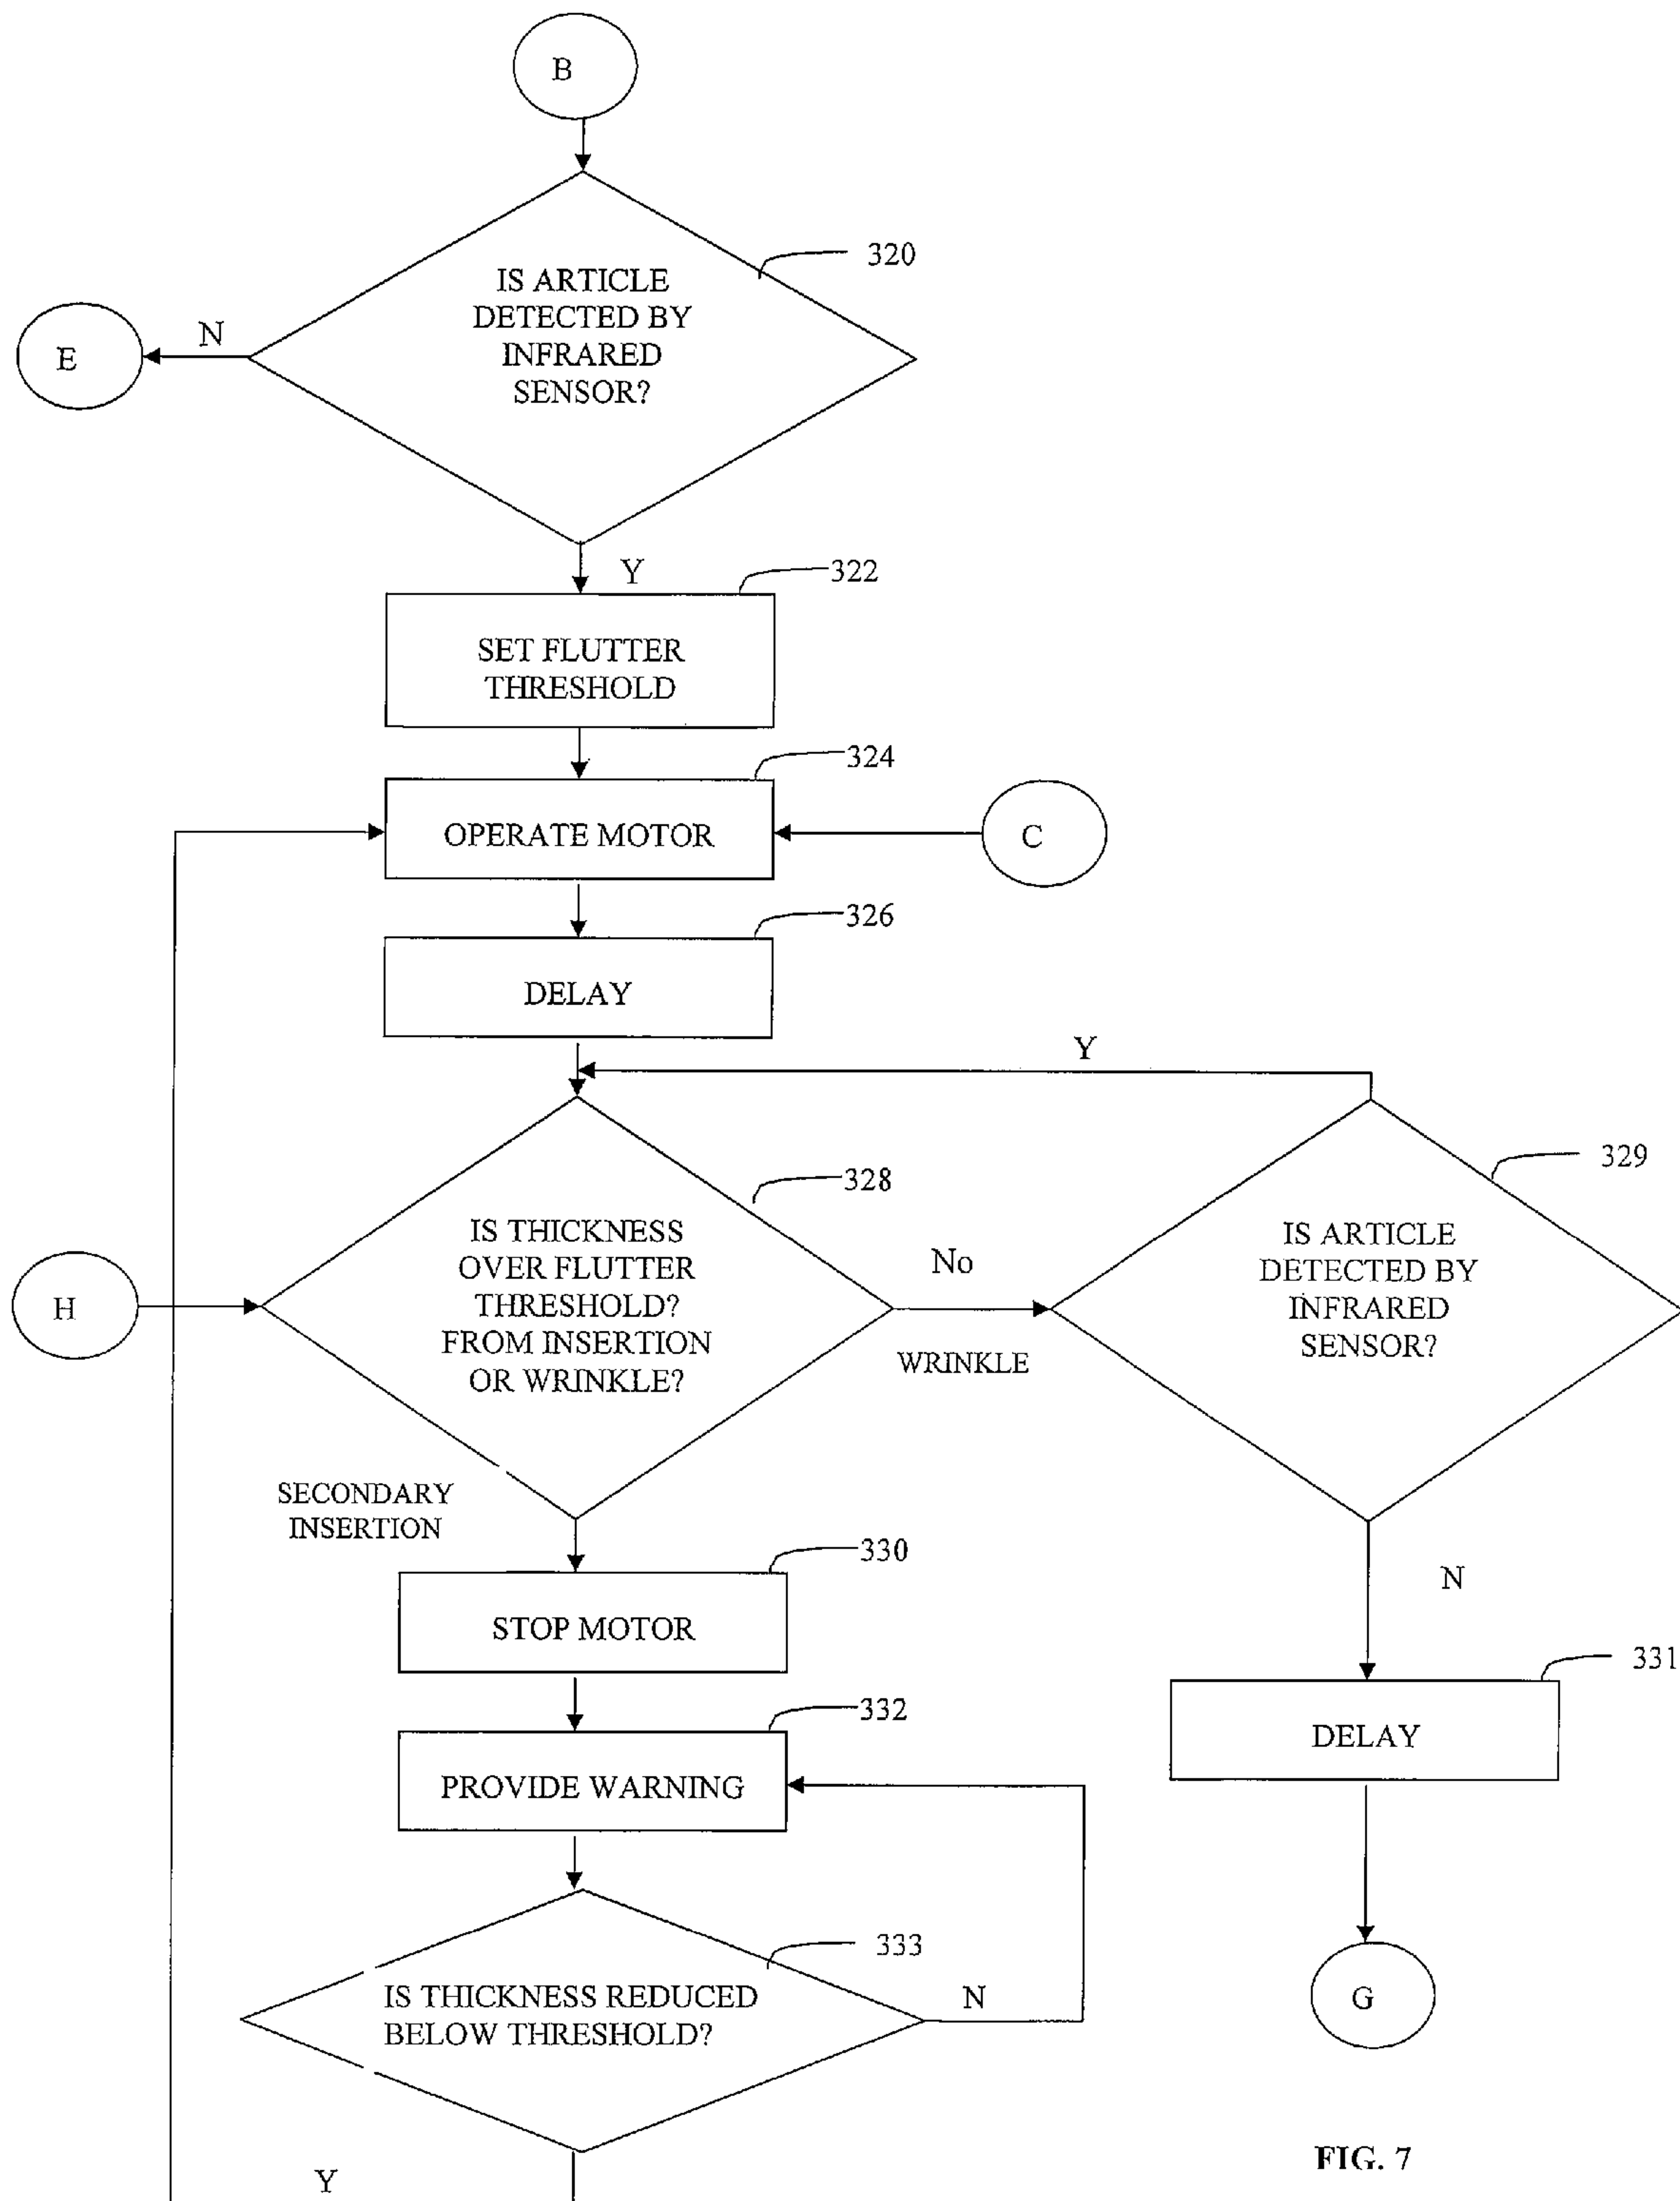 B
320
IS ARTICLE
DETECTED BY
INFRARED
SENSOR?
N
E
Y
322
SET FLUTTER
THRESHOLD
324
OPERATE MOTOR
C
326
DELAY
Y
328
329
IS THICKNESS
OVER FLUTTER
THRESHOLD?
FROM INSERTION
OR WRINKLE?
H
No
WRINKLE
IS ARTICLE
DETECTED BY
INFRARED
SENSOR?
SECONDARY
INSERTION
330
STOP MOTOR
N
331
DELAY
332
PROVIDE WARNING
333
IS THICKNESS REDUCED
BELOW THRESHOLD?
N
G
Y
FIG. 7